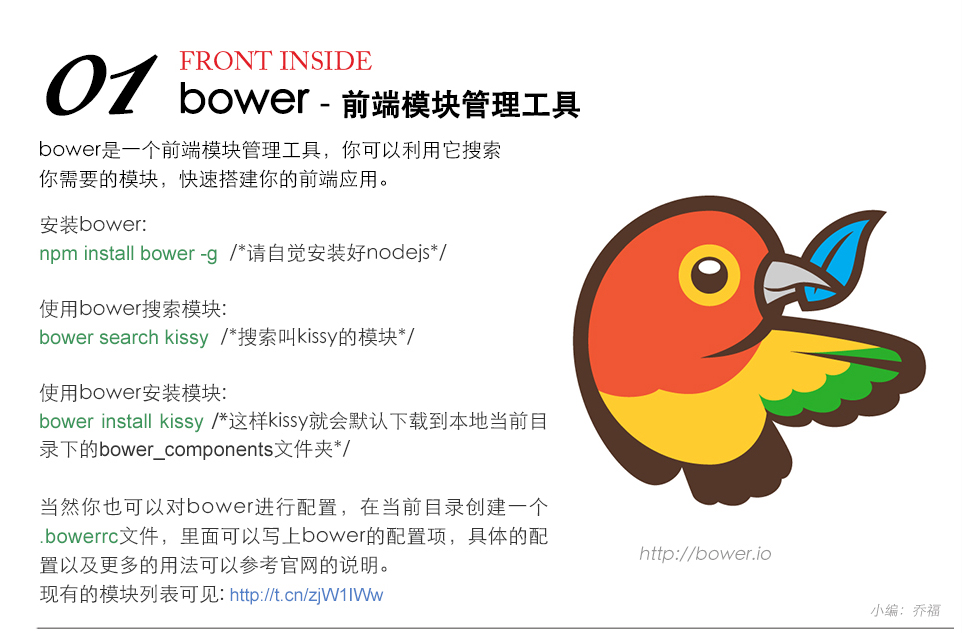 01
FRONT INSIDE
bower - 前端模块管理工具
bower是一个前端模块管理工具，你可以利用它搜索
你需要的模块，快速搭建你的前端应用。
安装bower:
npm install bower -g /*请自觉安装好nodejs*/
使用bower搜索模块:
bower search kissy /*搜索叫kissy的模块*/
使用bower安装模块:
bower install kissy /*这样kissy就会默认下载到本地当前目
录下的bower_components文件夹*/
当然你也可以对bower进行配置，在当前目录创建一个
.bowerrc文件，里面可以写上bower的配置项，具体的配
置以及更多的用法可以参考官网的说明。
现有的模块列表可见: http://t.cn/zjW1IWw
http://bower.io
小编：乔福